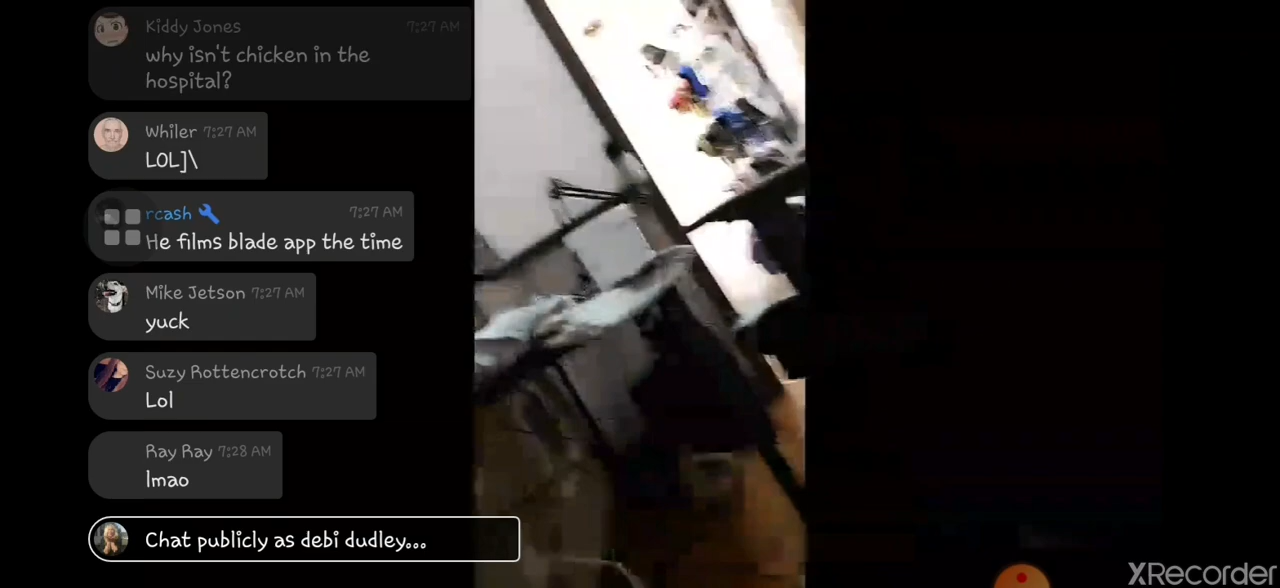 Kiddy Jones 7:27 AM
why isn't chicken in the
hospital?
Whiler 7:27 AM
LOL]\
rcash 7:27 AM
He films blade app the time
Mike Jetson 7:27 AM
yuck
Suzy Rottencrotch 7:27 AM
Lol
Ray Ray 7:28 AM
lmao
Chat publicly as debi dudley...
XRecorder